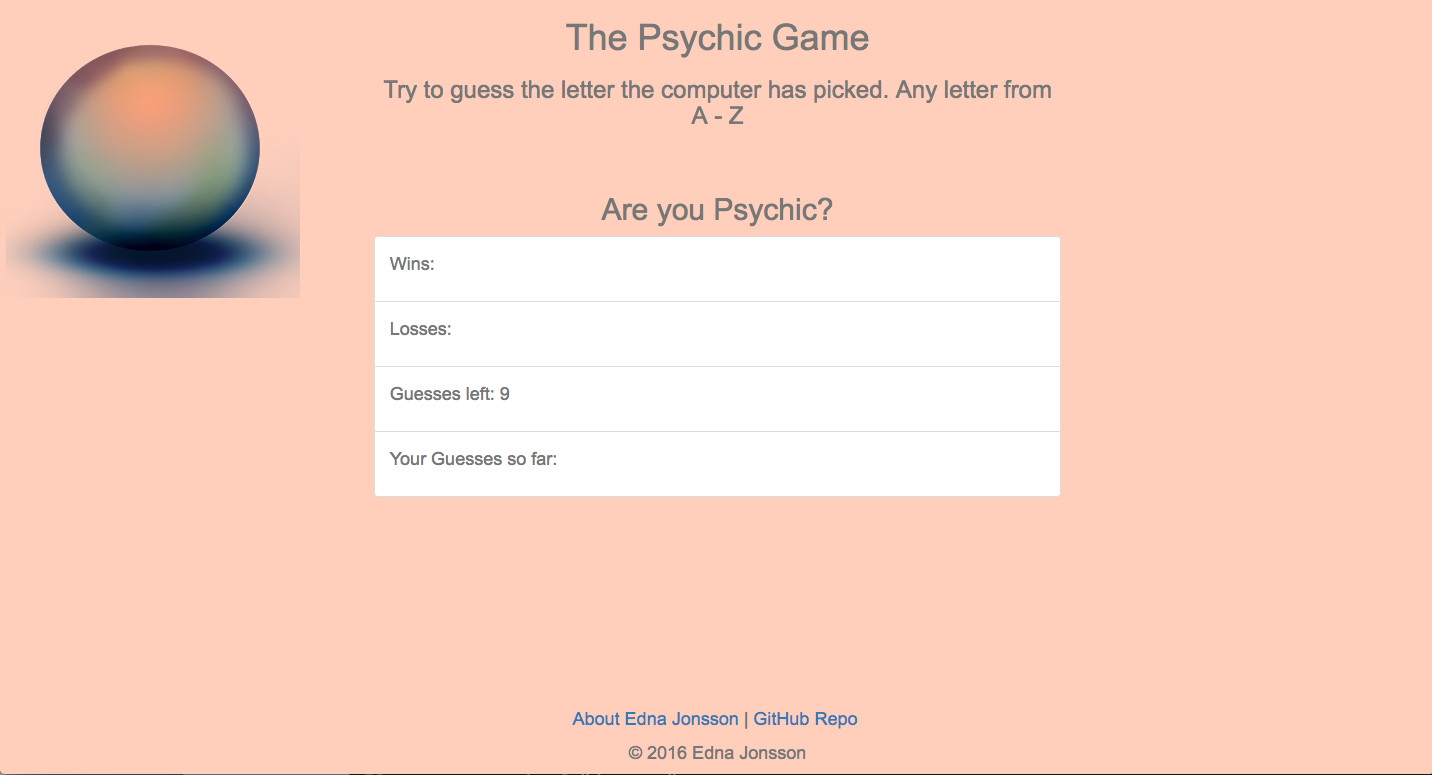 The Psychic Game
Try to guess the letter the computer has picked. Any letter from
A - Z
Are you Psychic?
Wins:
Losses:
Guesses left: 9
Your Guesses so far:
About Edna Jonsson | GitHub Repo
© 2016 Edna Jonsson